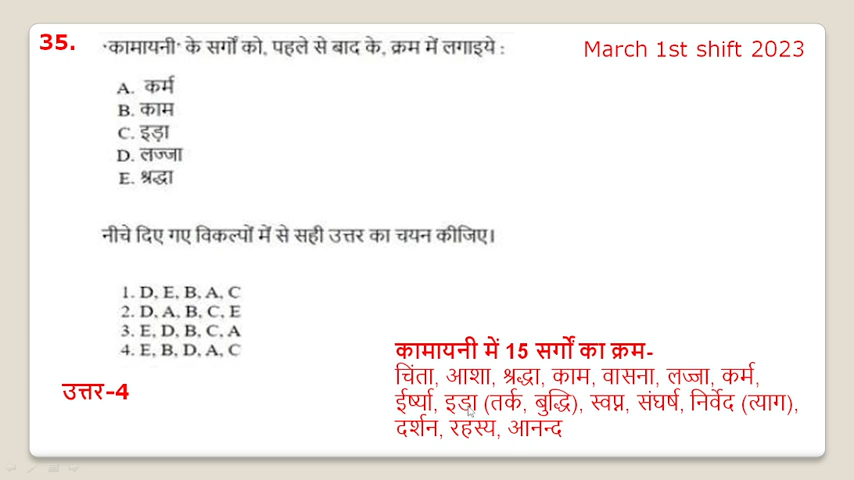 35. 'कामायनी' के सर्गों को, पहले से बाद के, क्रम में लगाइये : March 1st shift 2023
A. कर्म
B. काम
C. इड़ा
D. लज्जा
E. श्रद्धा
नीचे दिए गए विकल्पों में से सही उत्तर का चयन कीजिए।
1. D, E, B, A, C
2. D, A, B, C, E
3. E, D, B, C, A
4. E, B, D, A, C
उत्तर-4
कामायनी में 15 सर्गों का क्रम-
चिंता, आशा, श्रद्धा, काम, वासना, लज्जा, कर्म,
ईर्ष्या, इड़ा (तर्क, बुद्धि), स्वप्न, संघर्ष, निर्वेद (त्याग),
दर्शन, रहस्य, आनन्द